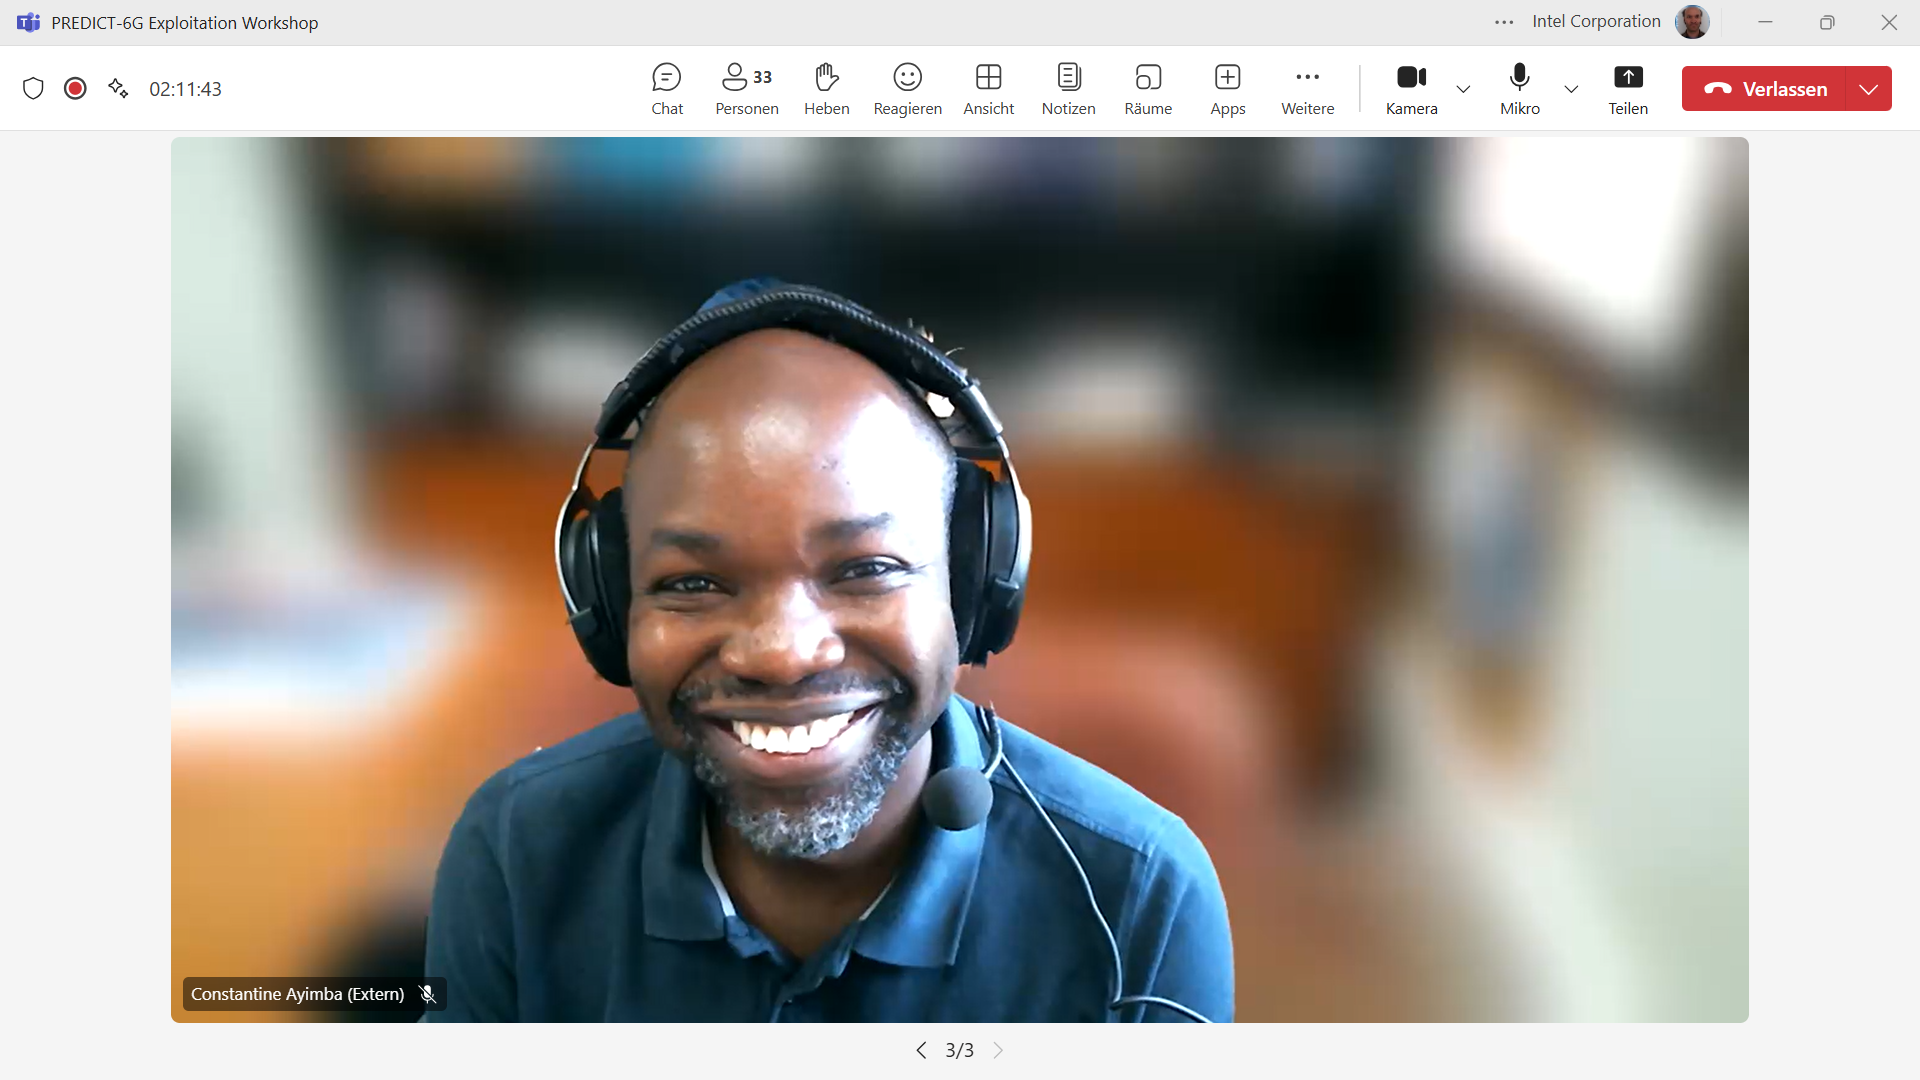 PREDICT-6G Exploitation Workshop
Intel Corporation
02:11:43
Chat
33
Personen
Heben
Reagieren
Ansicht
Notizen
Räume
Apps
Weitere
Kamera
Mikro
Teilen
Verlassen
Constantine Ayimba (Extern)
3/3